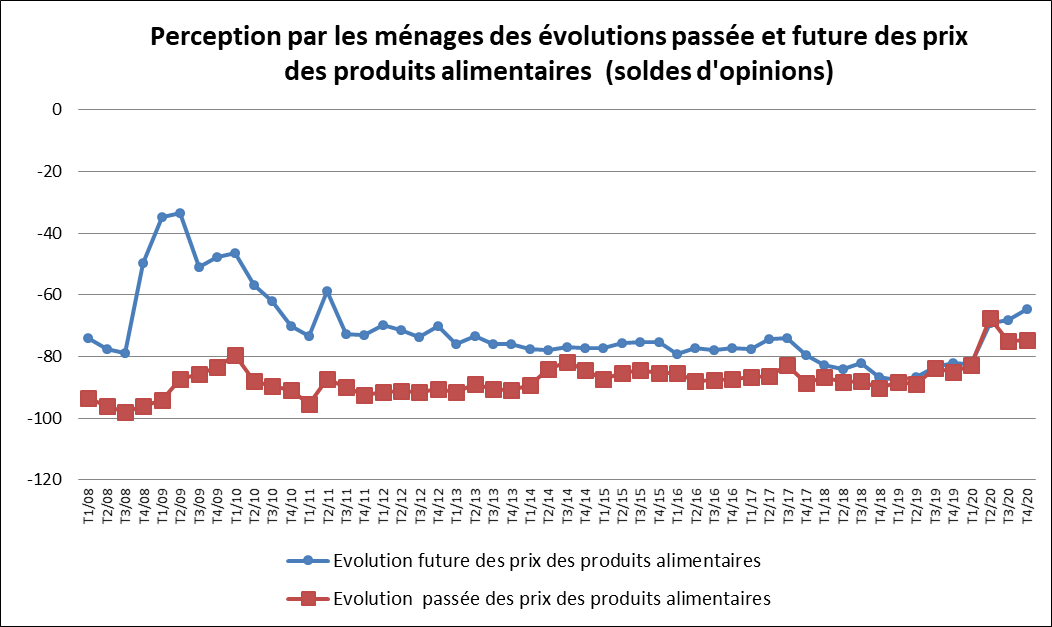 Perception par les ménages des évolutions passée et future des prix
des produits alimentaires (soldes d'opinions)
0
-20
-40
-60
-80
-100
-120
T1/08
T2/08
T3/08
T4/08
T1/09
T2/09
T3/09
T4/09
T1/10
T2/10
T3/10
T4/10
T1/11
T2/11
T3/11
T4/11
T1/12
T2/12
T3/12
T4/12
T1/13
T2/13
T3/13
T4/13
T1/14
T2/14
T3/14
T4/14
T1/15
T2/15
T3/15
T4/15
T1/16
T2/16
T3/16
T4/16
T1/17
T2/17
T3/17
T4/17
T1/18
T2/18
T3/18
T4/18
T1/19
T2/19
T3/19
T4/19
T1/20
T2/20
T3/20
T4/20
Evolution future des prix des produits alimentaires
Evolution passée des prix des produits alimentaires